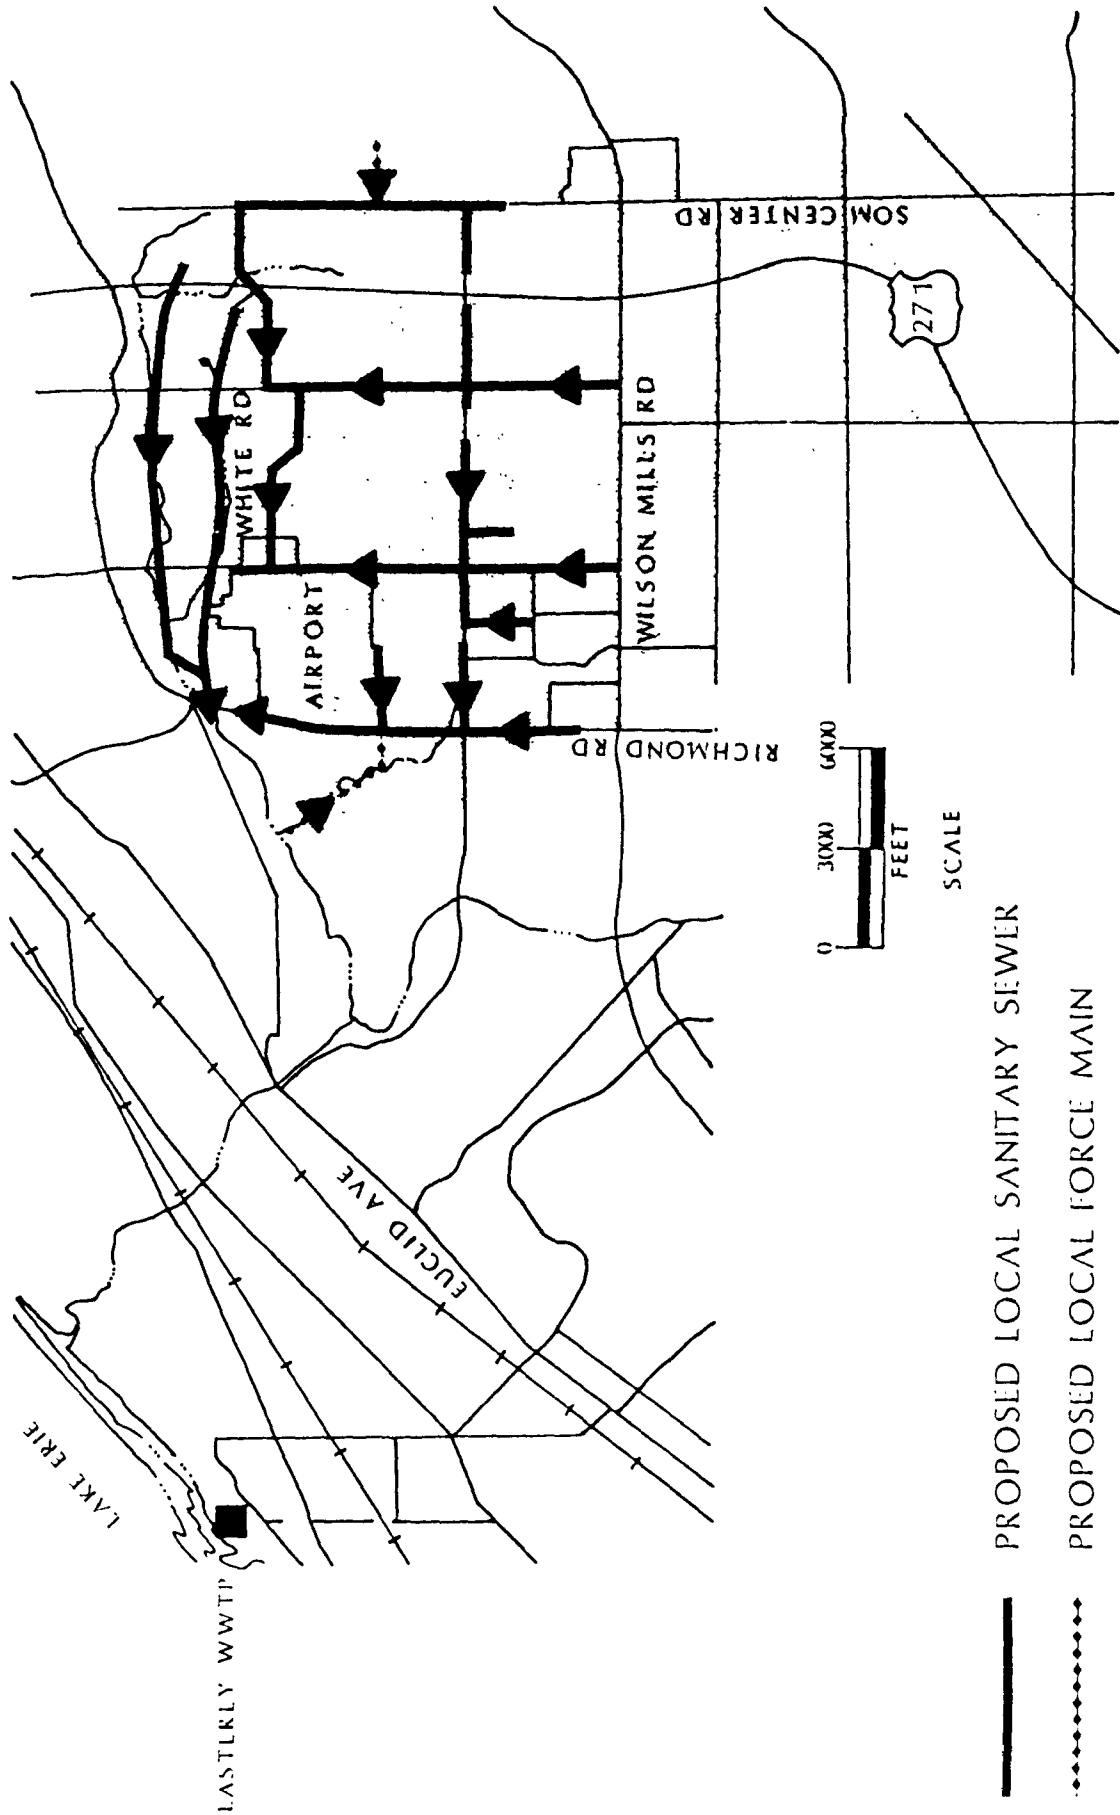 LAKE ERIE
EASTERLY WWTP
EUCLID AVE
WHITE RD
AIRPORT
RICHMOND RD
WILSON MILLS RD
SOM CENTER RD
271
0 3000 6000
FEET
SCALE
PROPOSED LOCAL SANITARY SEWER
PROPOSED LOCAL FORCE MAIN